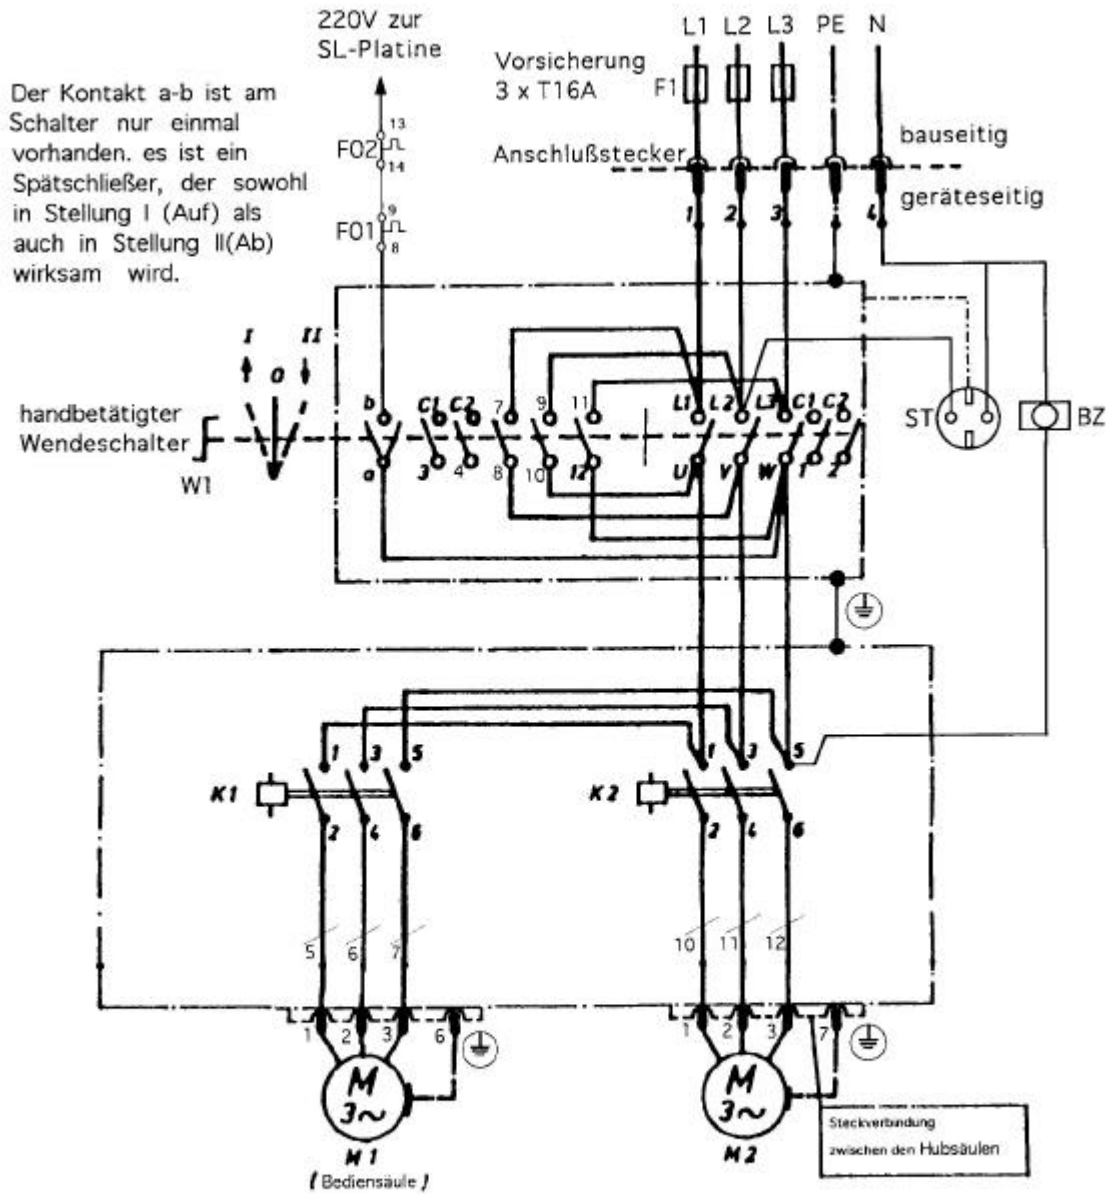 220V zur
SL-Platine
L1 L2 L3 PE N
Vorsicherung
3 x T16A
F1
Der Kontakt a-b ist am
Schalter nur einmal
vorhanden. es ist ein
Spätschließer, der sowohl
in Stellung I (Auf) als
auch in Stellung II(Ab)
wirksam wird.
13
F02
14
9
F01
8
Anschlußstecker
bauseitig
geräteseitig
1 2 3 4
I 0 II
handbetätigter
Wendeschalter
W1
b C1 C2 7 9 11 L1 L2 L3 C1 C2
a 3 4 8 10 12 U V W 1 2
ST
BZ
1 3 5
K1
2 4 6
1 3 5
K2
2 4 6
5 6 7
10 11 12
1 2 3 6
1 2 3 7
M
3~
M1
( Bediensäule )
M
3~
M2
Steckverbindung
zwischen den Hubsäulen